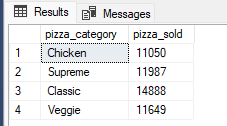 Results Messages
pizza_category pizza_sold
1 Chicken 11050
2 Supreme 11987
3 Classic 14888
4 Veggie 11649